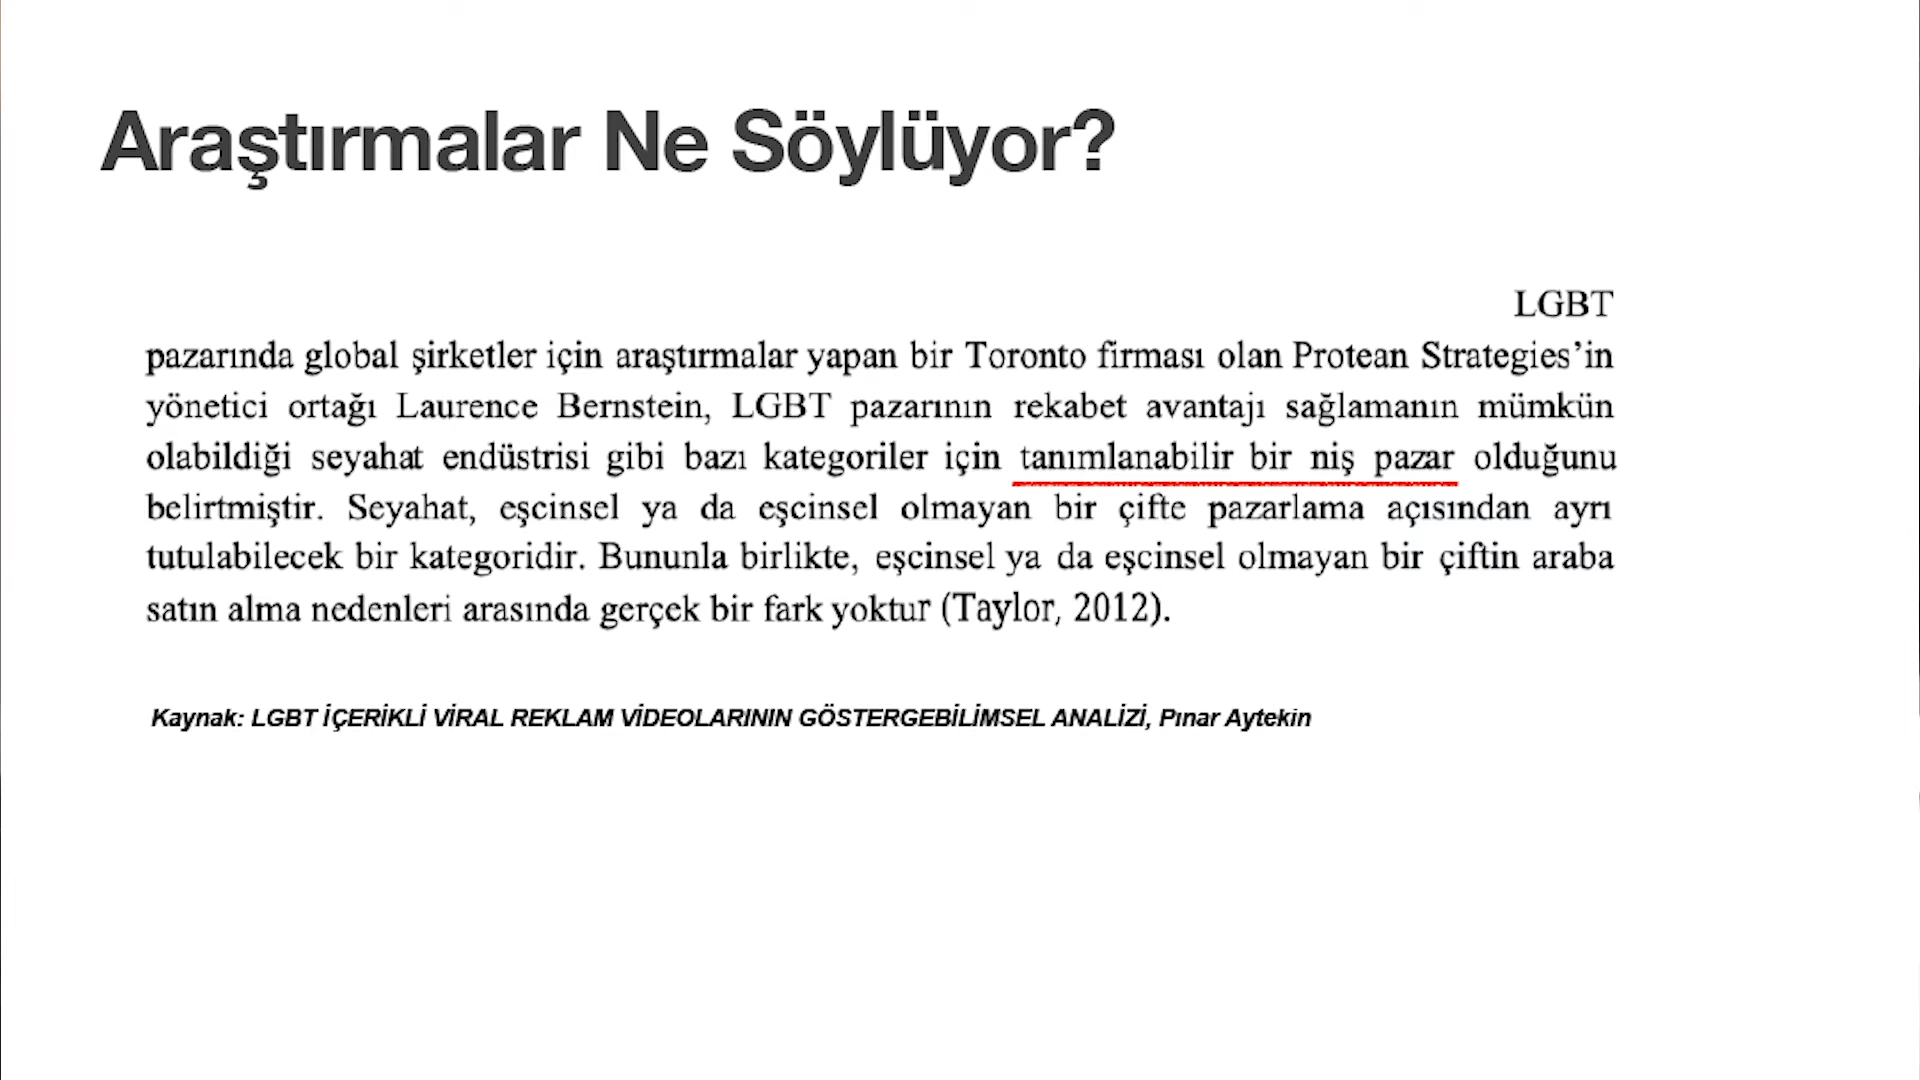 Araştırmalar Ne Söylüyor?
LGBT
pazarında global şirketler için araştırmalar yapan bir Toronto firması olan Protean Strategies’in
yönetici ortağı Laurence Bernstein, LGBT pazarının rekabet avantajı sağlamanın mümkün
olabildiği seyahat endüstrisi gibi bazı kategoriler için tanımlanabilir bir niş pazar olduğunu
belirtmiştir. Seyahat, eşcinsel ya da eşcinsel olmayan bir çifte pazarlama açısından ayrı
tutulabilecek bir kategoridir. Bununla birlikte, eşcinsel ya da eşcinsel olmayan bir çiftin araba
satın alma nedenleri arasında gerçek bir fark yoktur (Taylor, 2012).
Kaynak: LGBT İÇERİKLİ VİRAL REKLAM VİDEOLARININ GÖSTERGEBİLİMSEL ANALİZİ, Pınar Aytekin